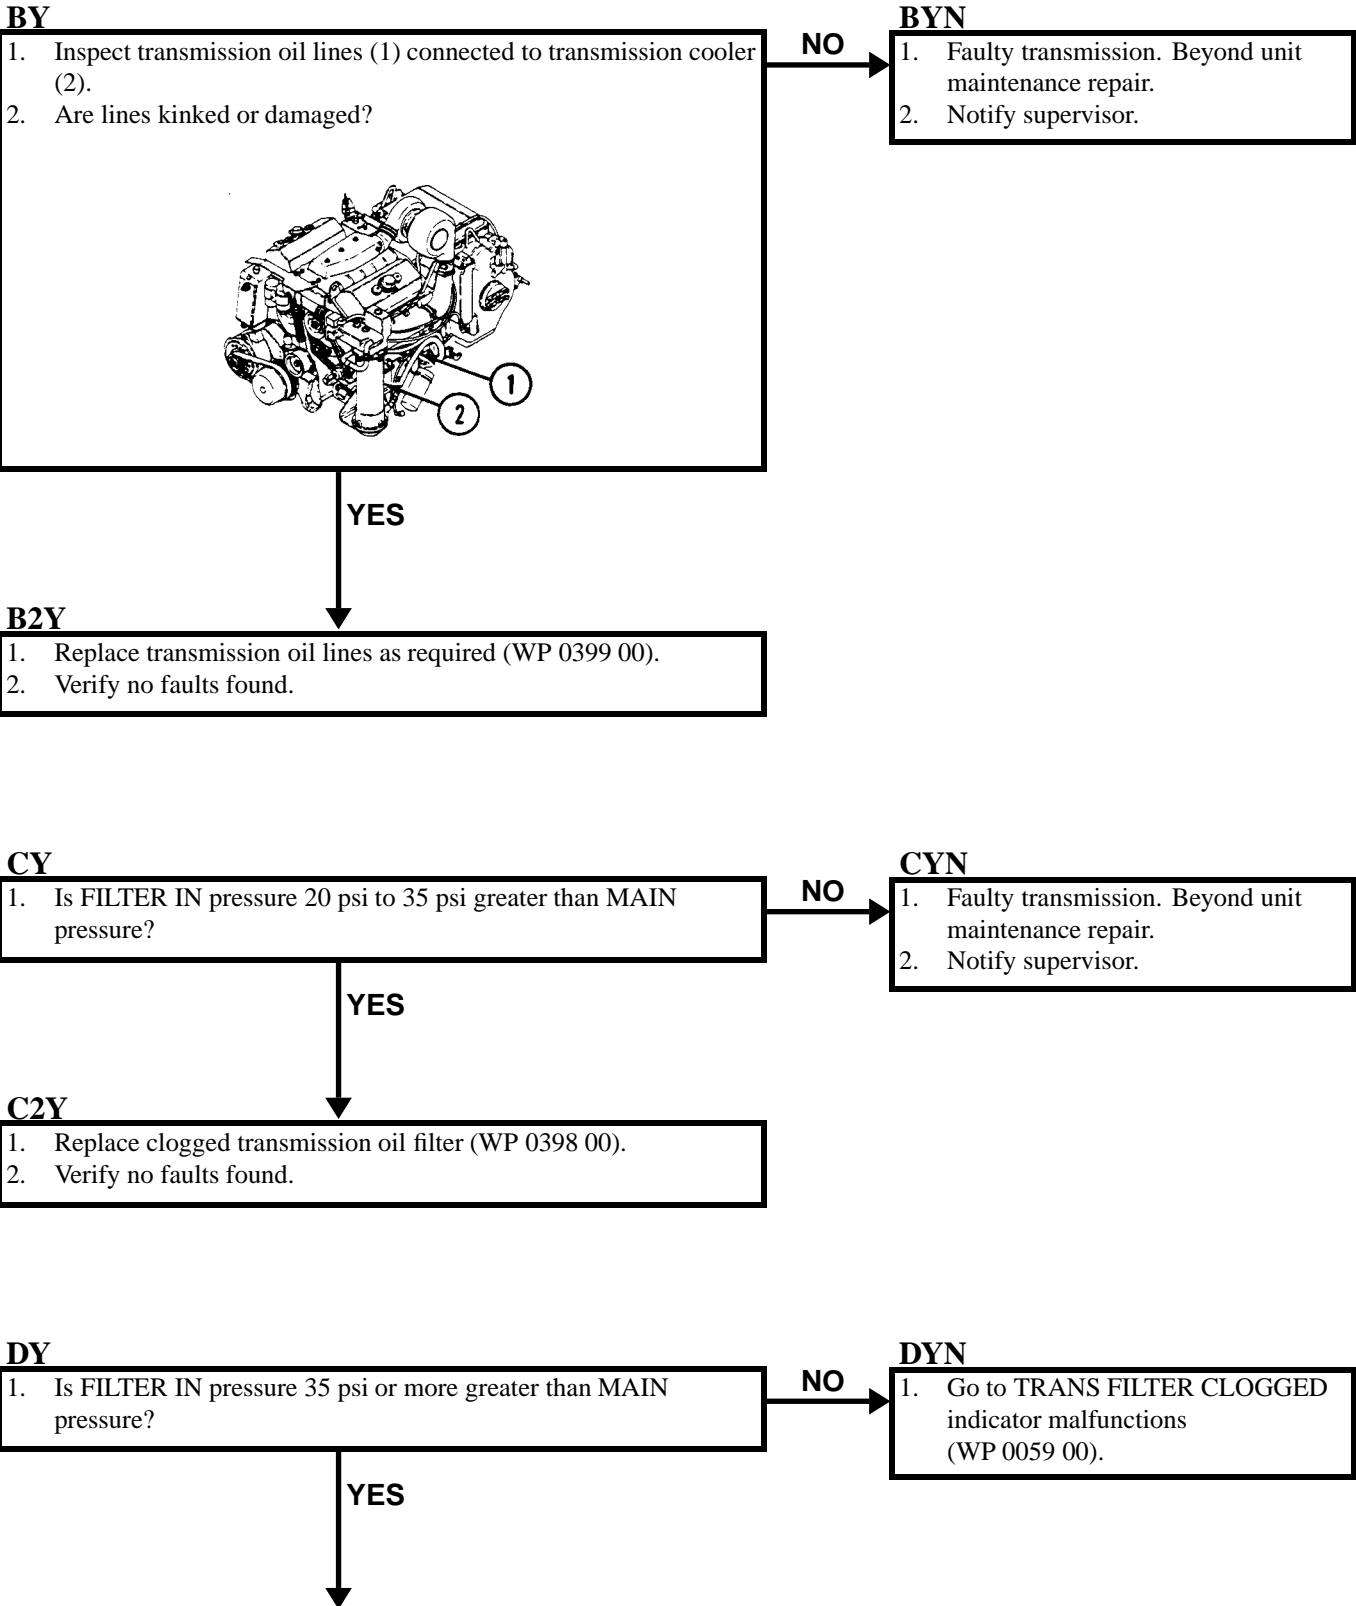 BY
1. Inspect transmission oil lines (1) connected to transmission cooler
(2).
2. Are lines kinked or damaged?
NO
BYN
1. Faulty transmission. Beyond unit
maintenance repair.
2. Notify supervisor.
1
2
YES
B2Y
1. Replace transmission oil lines as required (WP 0399 00).
2. Verify no faults found.
CY
1. Is FILTER IN pressure 20 psi to 35 psi greater than MAIN
pressure?
NO
CYN
1. Faulty transmission. Beyond unit
maintenance repair.
2. Notify supervisor.
YES
C2Y
1. Replace clogged transmission oil filter (WP 0398 00).
2. Verify no faults found.
DY
1. Is FILTER IN pressure 35 psi or more greater than MAIN
pressure?
NO
DYN
1. Go to TRANS FILTER CLOGGED
indicator malfunctions
(WP 0059 00).
YES